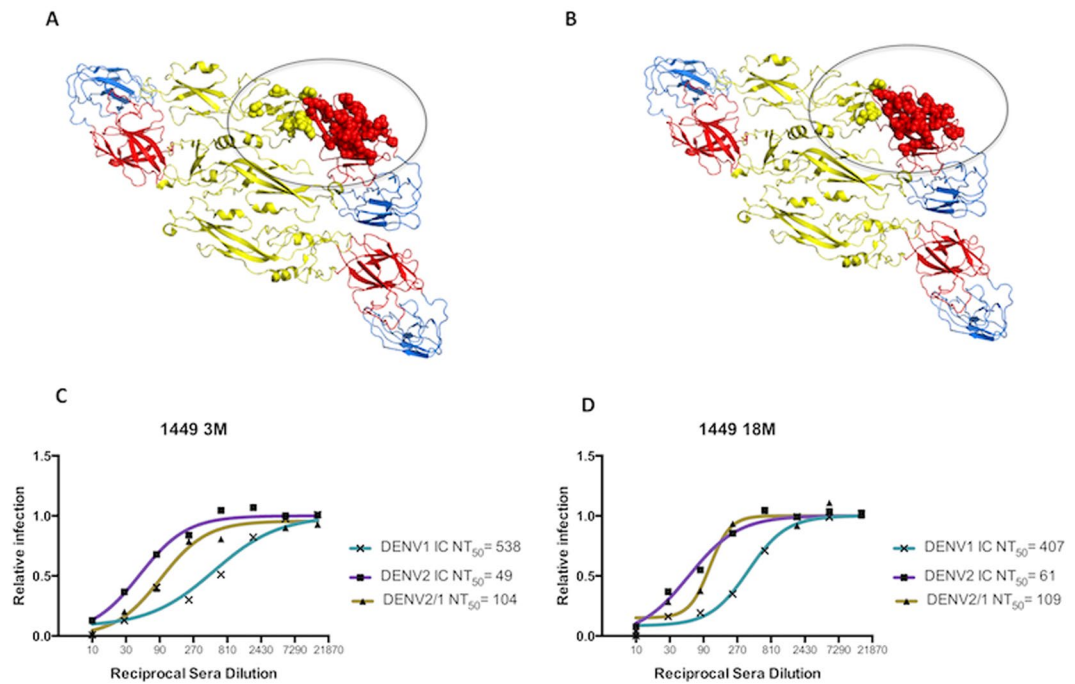 A
B
C
1449 3M
Relative infection
1.5
1.0
0.5
0.0
10 30 90 270 810 2430 7290 21870
Reciprocal Sera Dilution
DENV1 IC NT50= 538
DENV2 IC NT50= 49
DENV2/1 NT50= 104
D
1449 18M
Relative infection
1.5
1.0
0.5
0.0
10 30 90 270 810 2430 7290 21870
Reciprocal Sera Dilution
DENV1 IC NT50= 407
DENV2 IC NT50= 61
DENV2/1 NT50= 109